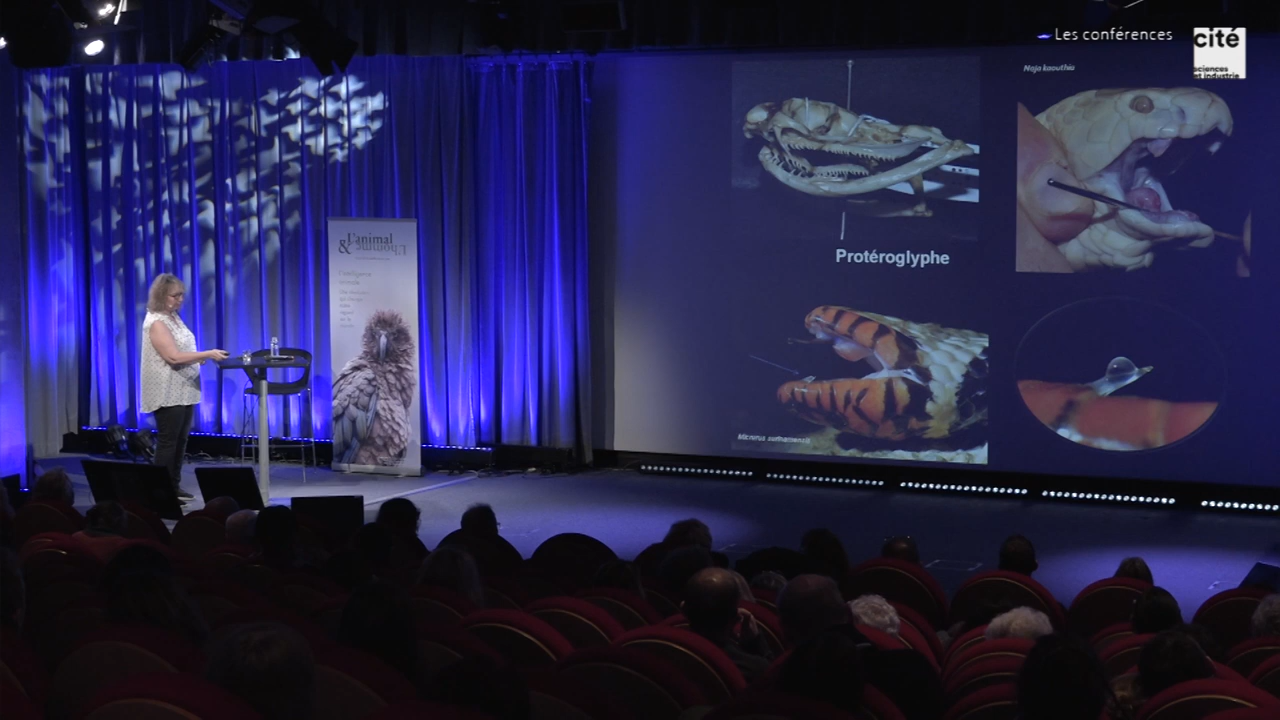 Les conférences
cité
sciences
et industrie
Naja kaouthia
Protéroglyphe
Micrurus surinamensis
L'animal
& L'homme